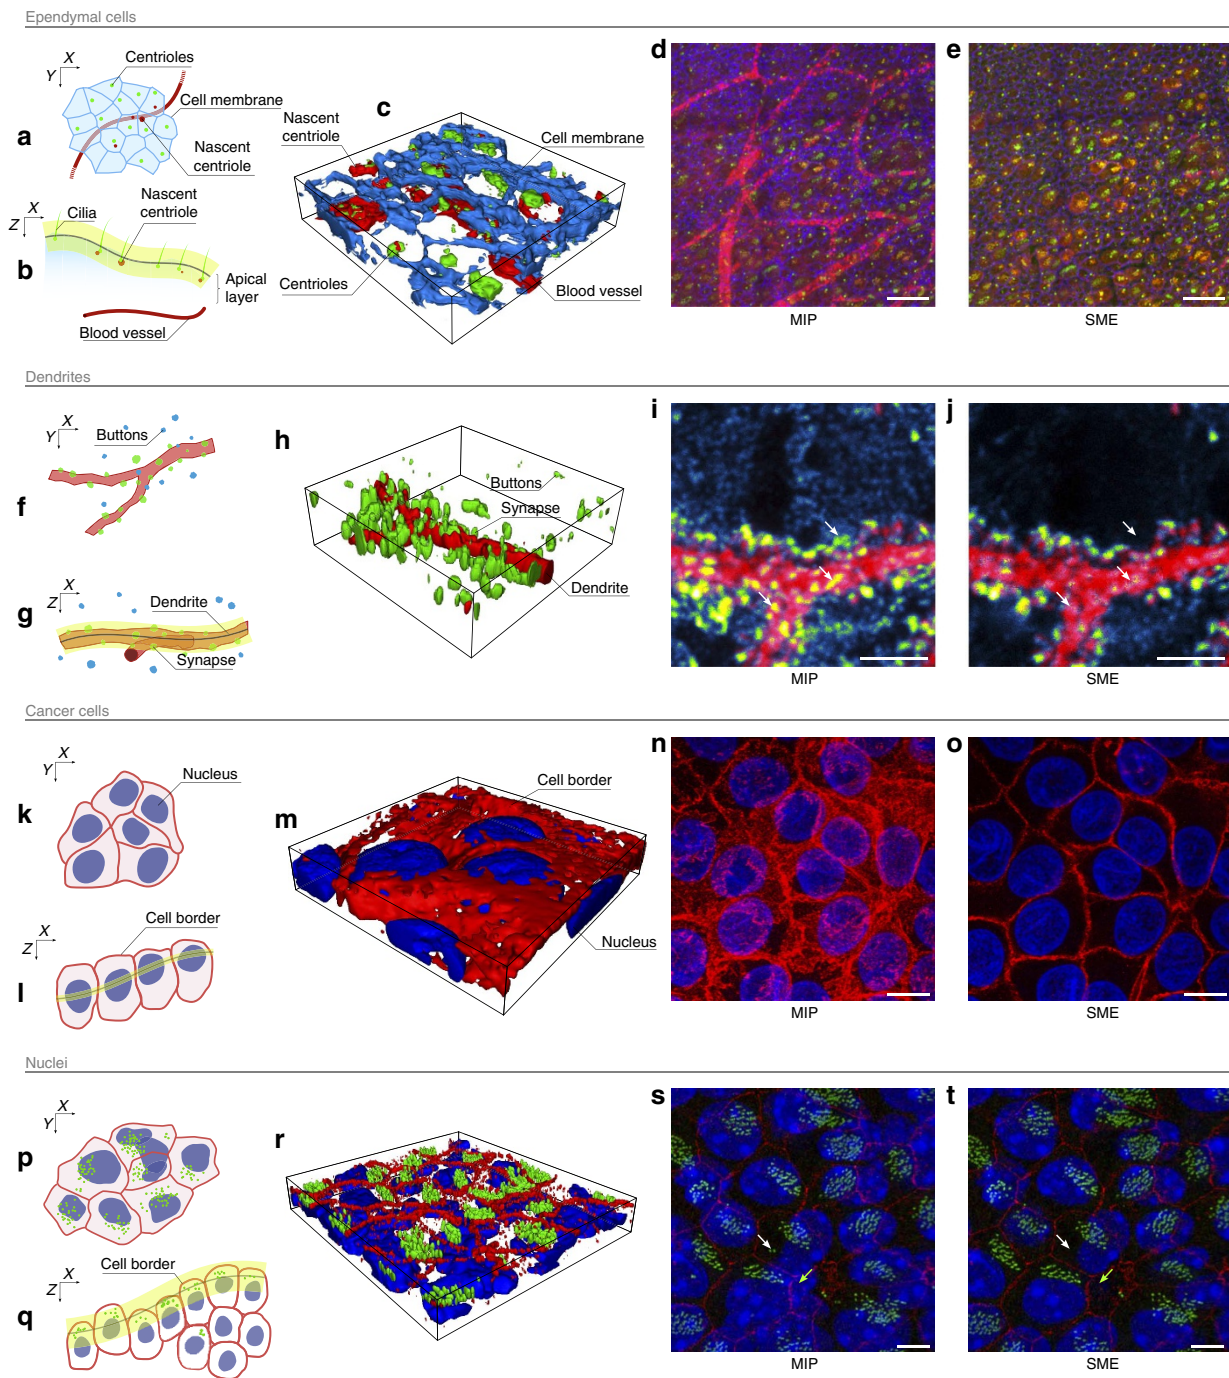 Ependymal cells
a
X
Y
Centrioles
Cell membrane
Nascent
centriole
b
X
Z
Cilia
Nascent
centriole
Apical
layer
Blood vessel
c
Nascent
centriole
Cell membrane
Centrioles
Blood vessel
d
MIP
e
SME
Dendrites
f
X
Y
Buttons
g
X
Z
Dendrite
Synapse
h
Buttons
Synapse
Dendrite
i
MIP
j
SME
Cancer cells
k
X
Y
Nucleus
l
X
Z
Cell border
m
Cell border
Nucleus
n
MIP
o
SME
Nuclei
p
X
Y
q
X
Z
Cell border
r
s
MIP
t
SME